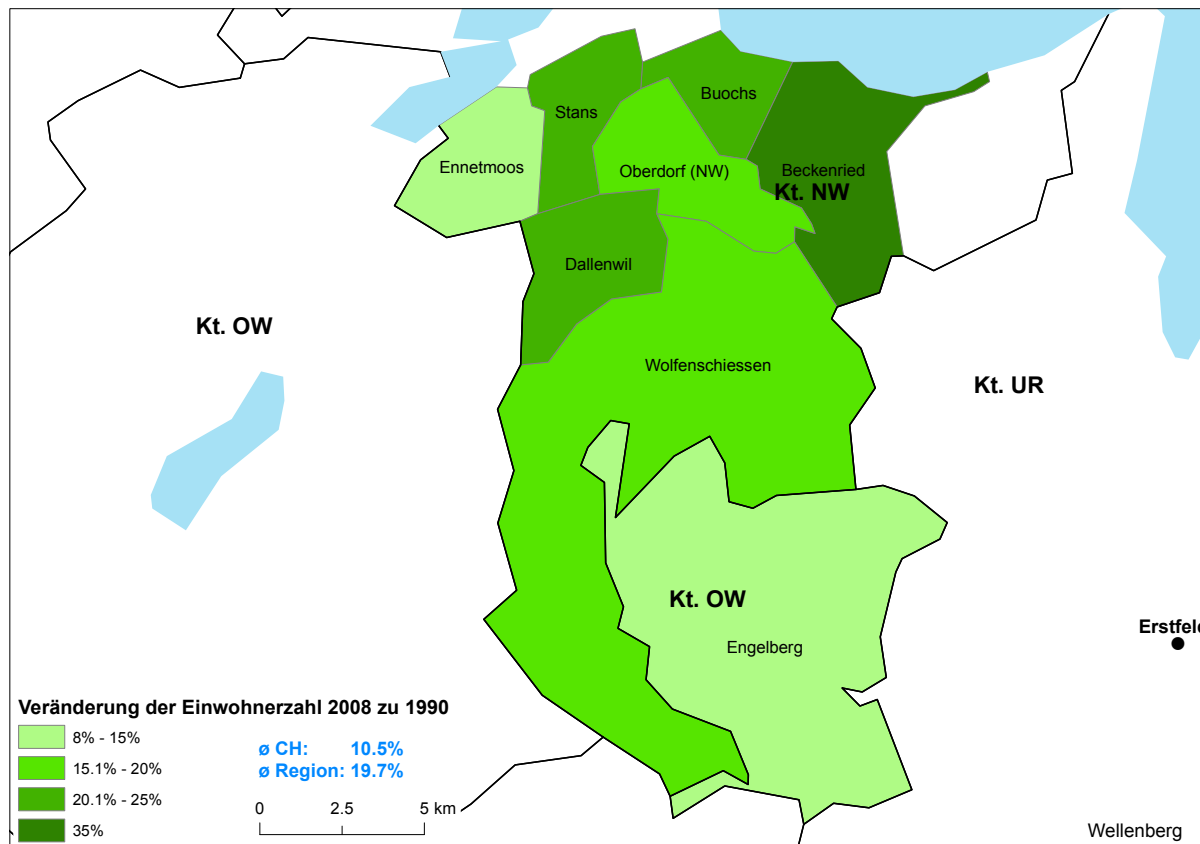 Stans
Buochs
Ennetmoos
Oberdorf (NW)
Beckenried
Kt. NW
Dallenwil
Kt. OW
Wolfenschiessen
Kt. UR
Kt. OW
Erstfeld
Engelberg
Veränderung der Einwohnerzahl 2008 zu 1990
8% - 15%
15.1% - 20%
20.1% - 25%
35%
ø CH: 10.5%
ø Region: 19.7%
0 2.5 5 km
Wellenberg